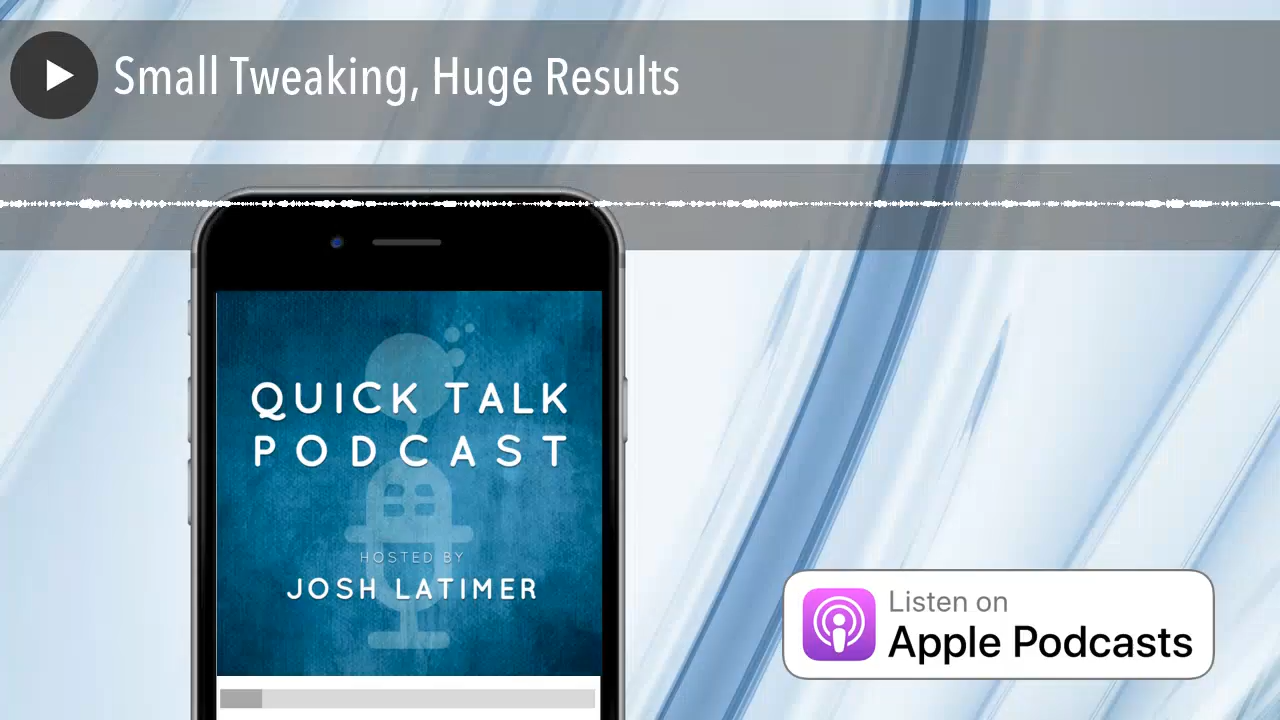 Small Tweaking, Huge Results
QUICK TALK
PODCAST
HOSTED BY
JOSH LATIMER
Listen on
Apple Podcasts